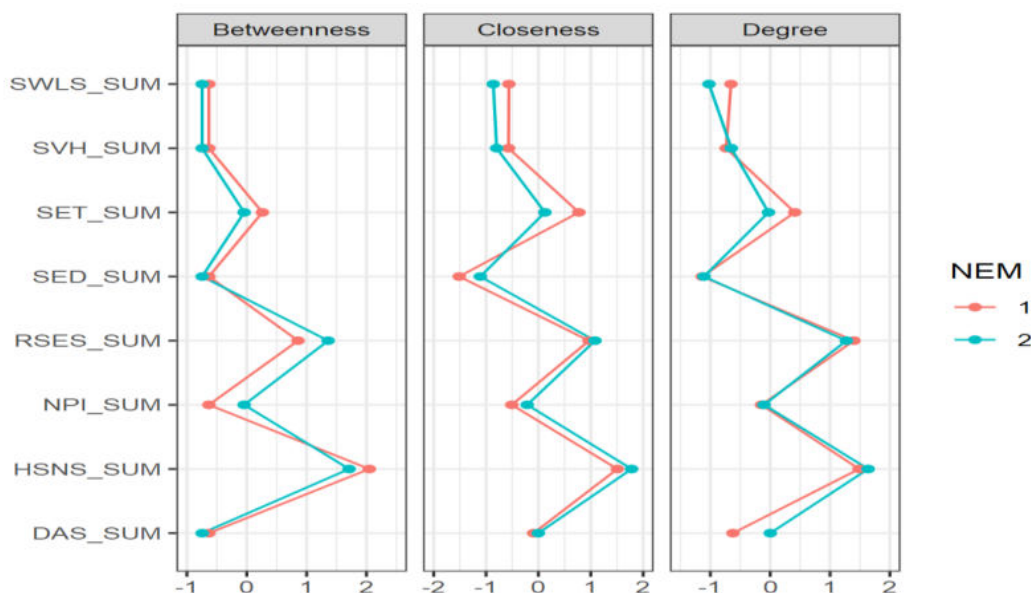 Betweenness Closeness Degree
SWLS_SUM
SVH_SUM
SET_SUM
SED_SUM
RSES_SUM
NPI_SUM
HSNS_SUM
DAS_SUM
NEM
1
2
-1 0 1 2 -2 -1 0 1 2 -1 0 1 2